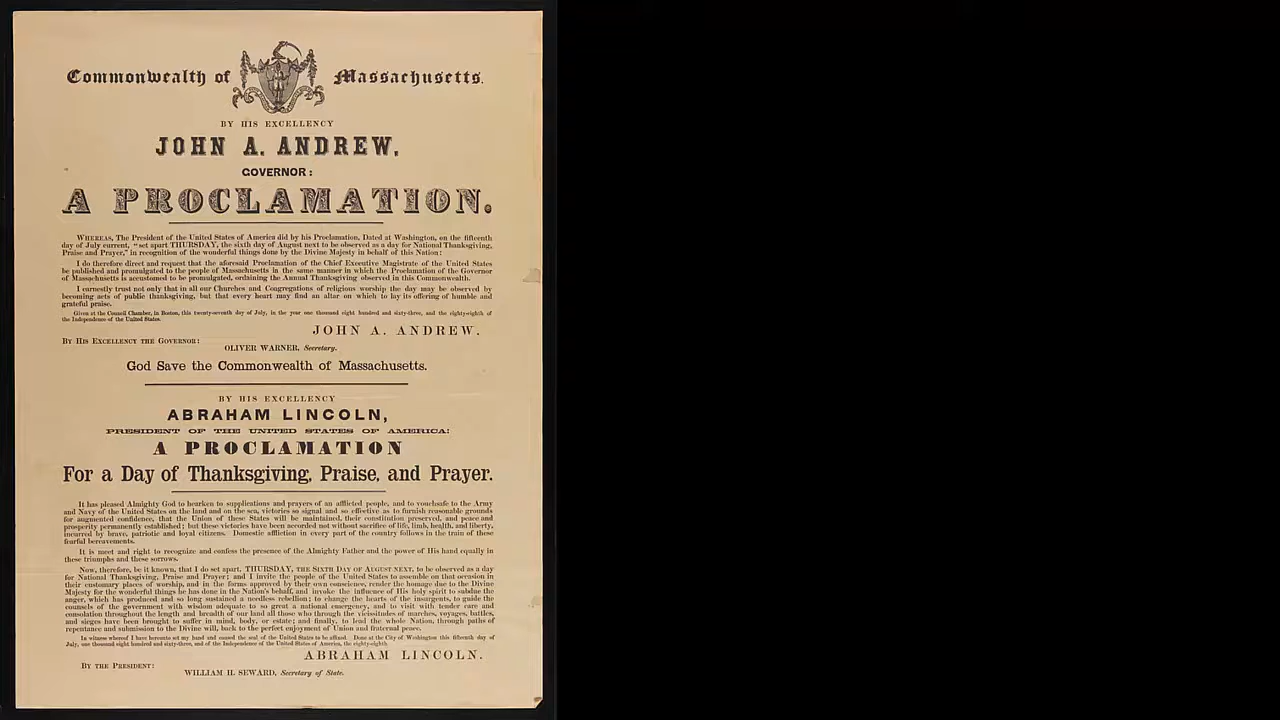 Commonwealth of Massachusetts.
BY HIS EXCELLENCY
JOHN A. ANDREW,
GOVERNOR:
A PROCLAMATION.
WHEREAS, The President of the United States of America did by his Proclamation, Dated at Washington, on the fifteenth
day of July current, "set apart THURSDAY, the sixth day of August next to be observed as a day for National Thanksgiving,
Praise and Prayer," in recognition of the wonderful things done by the Divine Majesty in behalf of this Nation:
I do therefore direct and request that the aforesaid Proclamation of the Chief Executive Magistrate of the United States
be published and promulgated to the people of Massachusetts in the same manner in which the Proclamation of the Governor
of Massachusetts is accustomed to be promulgated, ordaining the Annual Thanksgiving observed in this Commonwealth.
I earnestly trust not only that in all our Churches and Congregations of religious worship the day may be observed by
becoming acts of public thanksgiving, but that every heart may find an altar on which to lay its offering of humble and
grateful praise.
Given at the Council Chamber, in Boston, this twenty-seventh day of July, in the year one thousand eight hundred and sixty-three, and the eighty-eighth of
the Independence of the United States.
JOHN A. ANDREW.
BY HIS EXCELLENCY THE GOVERNOR:
OLIVER WARNER, Secretary.
God Save the Commonwealth of Massachusetts.
BY HIS EXCELLENCY
ABRAHAM LINCOLN,
PRESIDENT OF THE UNITED STATES OF AMERICA:
A PROCLAMATION
For a Day of Thanksgiving, Praise, and Prayer.
It has pleased Almighty God to hearken to supplications and prayers of an afflicted people, and to vouchsafe to the Army
and Navy of the United States on the land and on the sea, victories so signal and so effective as to furnish reasonable grounds
for augmented confidence, that the Union of these States will be maintained, their constitution preserved, and peace and
prosperity permanently established; but these victories have been accorded not without sacrifice of life, limb, health, and liberty,
incurred by brave, patriotic and loyal citizens. Domestic affliction in every part of the country follows in the train of these
fearful bereavements.
It is meet and right to recognize and confess the presence of the Almighty Father and the power of His hand equally in
these triumphs and these sorrows.
Now, therefore, be it known, that I do set apart, THURSDAY, THE SIXTH DAY OF AUGUST NEXT, to be observed as a day
for National Thanksgiving, Praise and Prayer; and I invite the people of the United States to assemble on that occasion in
their customary places of worship, and in the forms approved by their own conscience, render the homage due to the Divine
Majesty for the wonderful things he has done in the Nation's behalf, and invoke the influence of His holy spirit to subdue the
anger, which has produced and so long sustained a needless rebellion; to change the hearts of the insurgents, to guide the
counsels of the government with wisdom adequate to so great a national emergency, and to visit with tender care and
consolation throughout the length and breadth of our land all those who through the vicissitudes of marches, voyages, battles,
and sieges have been brought to suffer in mind, body, or estate; and finally, to lead the whole Nation, through paths of
repentance and submission to the Divine will, back to the perfect enjoyment of Union and fraternal peace.
In witness whereof I have hereunto set my hand and caused the seal of the United States to be affixed. Done at the City of Washington this fifteenth day of
July, one thousand eight hundred and sixty-three, and of the Independence of the United States of America, the eighty-eighth.
ABRAHAM LINCOLN.
BY THE PRESIDENT:
WILLIAM H. SEWARD, Secretary of State.